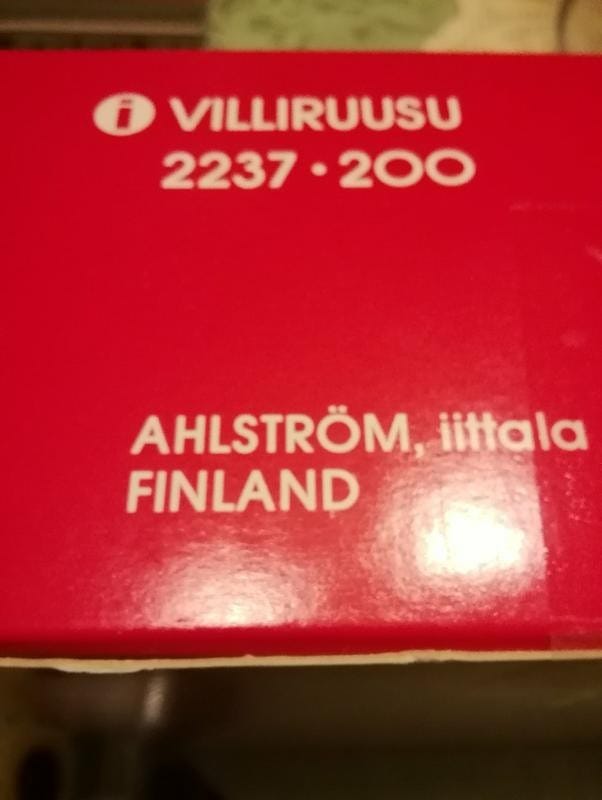 i VILLIRUUSU
2237 · 200
AHLSTRÖM, iittala
FINLAND